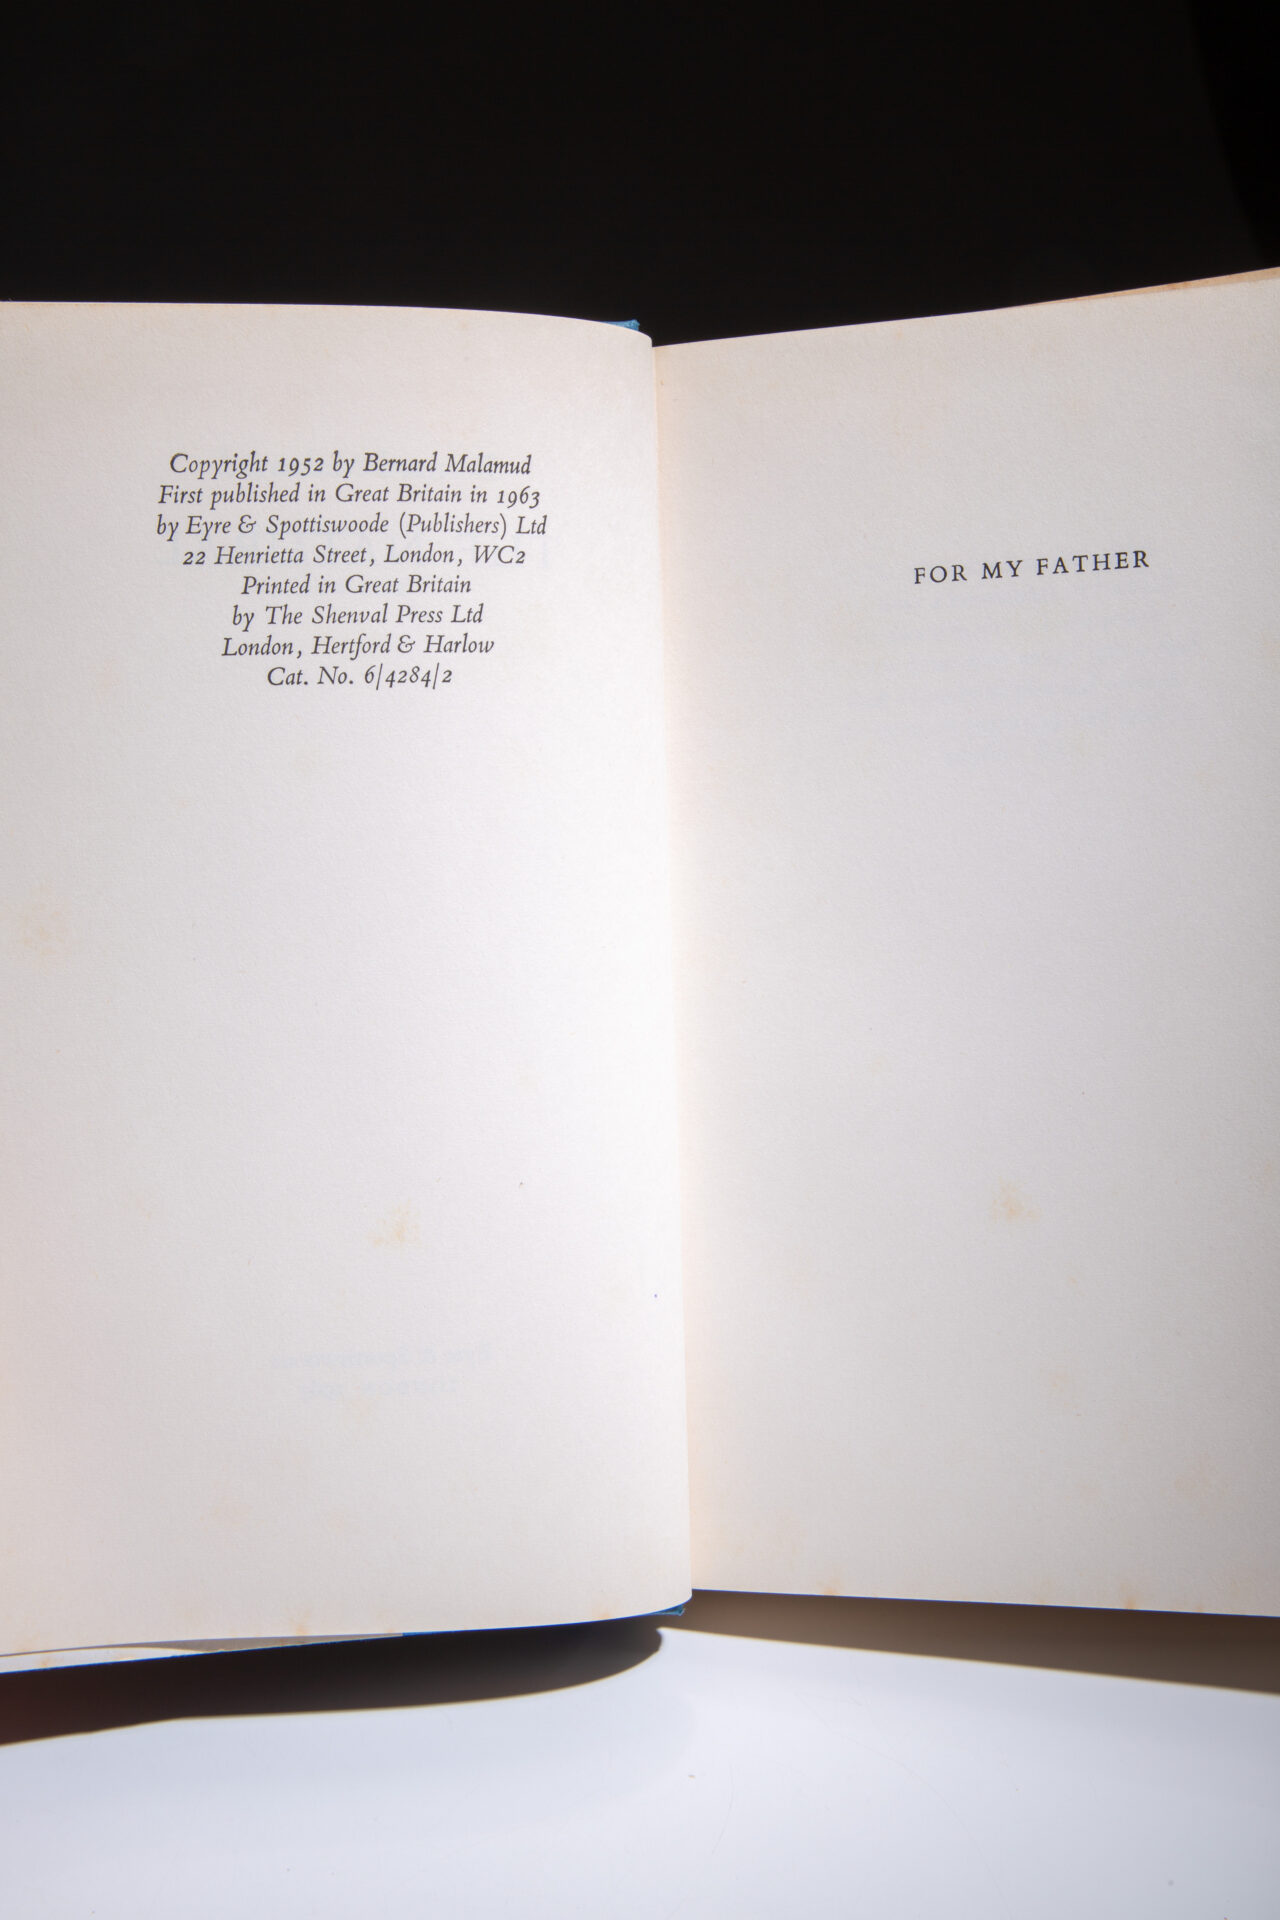 Copyright 1952 by Bernard Malamud
First published in Great Britain in 1963
by Eyre & Spottiswoode (Publishers) Ltd
22 Henrietta Street, London, WC2
Printed in Great Britain
by The Shenval Press Ltd
London, Hertford & Harlow
Cat. No. 6/4284/2
FOR MY FATHER